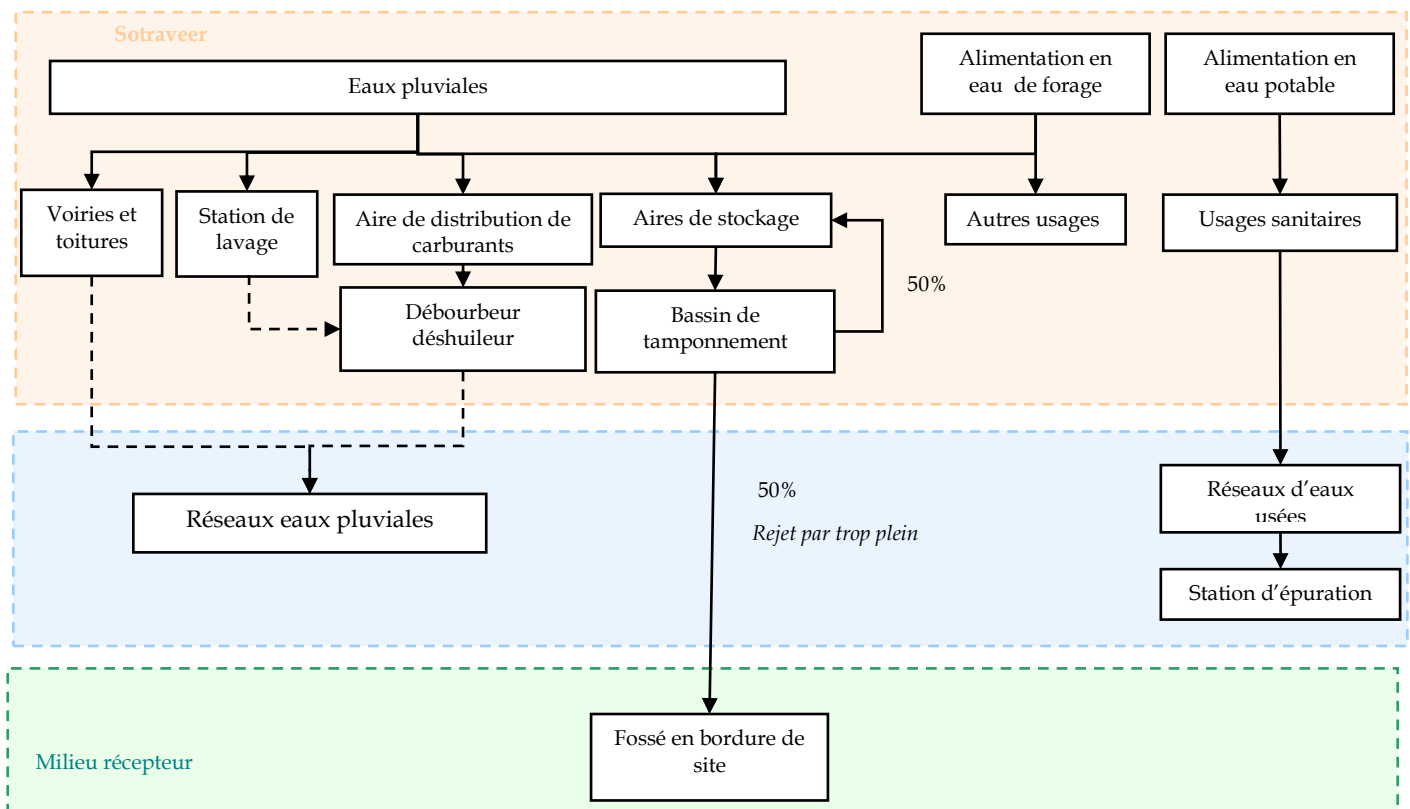 Sotraveer
Eaux pluviales
Alimentation en
eau de forage
Alimentation en
eau potable
Voiries et
toitures
Station de
lavage
Aire de distribution de
carburants
Aires de stockage
Autres usages
Usages sanitaires
50%
Débourbeur
déshuileur
Bassin de
tamponnement
Réseaux eaux pluviales
50%
Rejet par trop plein
Réseaux d'eaux
usées
Station d'épuration
Fossé en bordure de
site
Milieu récepteur